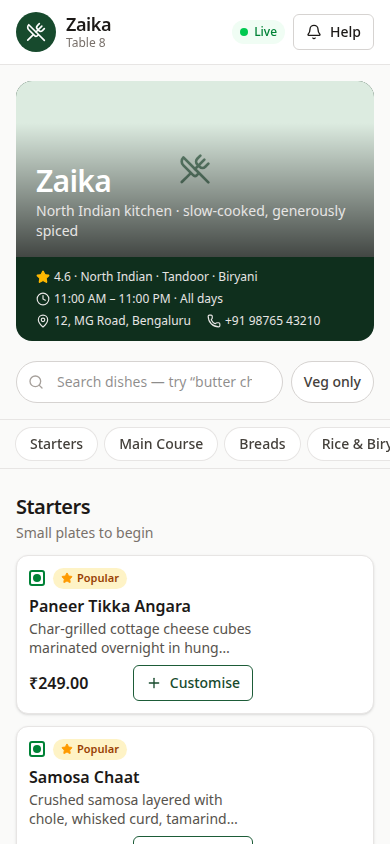 Zaika
Table 8
Live
Help
Zaika
North Indian kitchen · slow-cooked, generously
spiced
4.6 · North Indian · Tandoor · Biryani
11:00 AM – 11:00 PM · All days
12, MG Road, Bengaluru
+91 98765 43210
Search dishes — try “butter ch
Veg only
Starters
Main Course
Breads
Rice & Biry
Starters
Small plates to begin
Popular
Paneer Tikka Angara
Char-grilled cottage cheese cubes
marinated overnight in hung...
₹249.00
Customise
Popular
Samosa Chaat
Crushed samosa layered with
chole, whisked curd, tamarind...